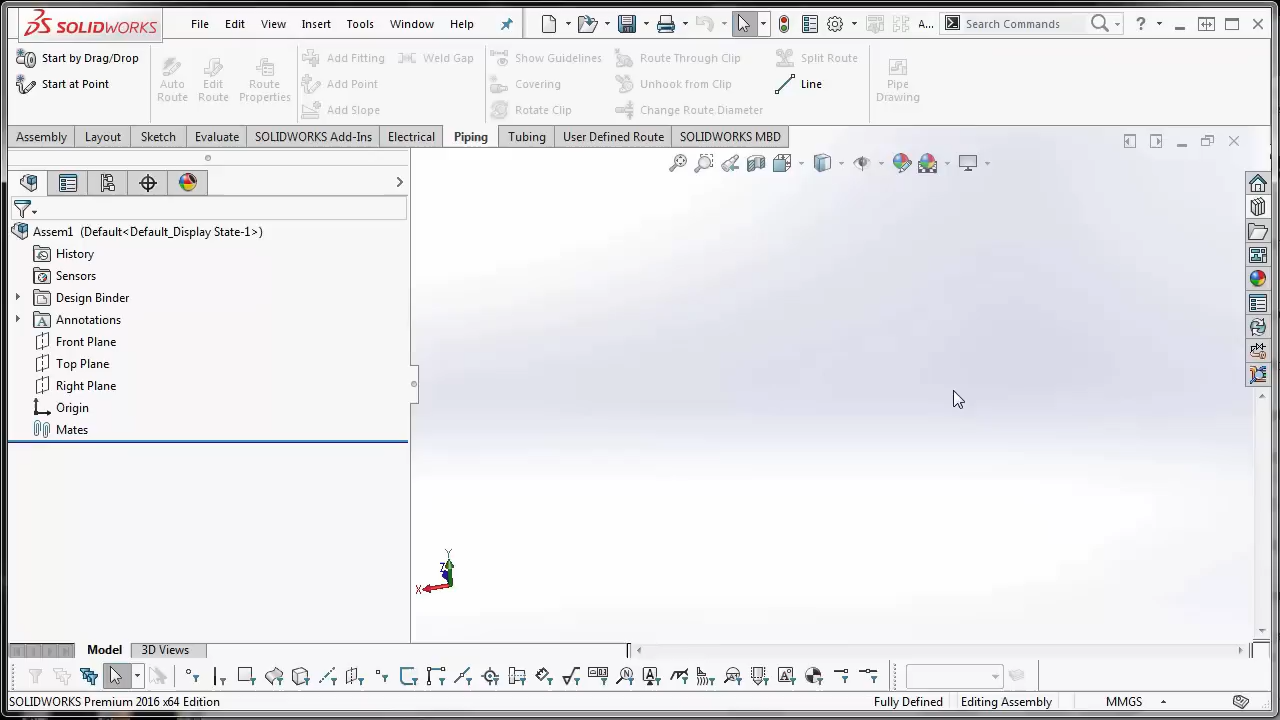 SOLIDWORKS File Edit View Insert Tools Window Help A... Search Commands ?
Start by Drag/Drop
Start at Point
Auto Route
Edit Route
Route Properties
Add Fitting Weld Gap
Add Point
Add Slope
Show Guidelines Route Through Clip Split Route
Covering Unhook from Clip Line
Rotate Clip Change Route Diameter
Pipe Drawing
Assembly Layout Sketch Evaluate SOLIDWORKS Add-Ins Electrical Piping Tubing User Defined Route SOLIDWORKS MBD
Assem1 (Default<Default_Display State-1>)
History
Sensors
Design Binder
Annotations
Front Plane
Top Plane
Right Plane
Origin
Mates
Y
Z
X
Model 3D Views
SOLIDWORKS Premium 2016 x64 Edition Fully Defined Editing Assembly MMGS